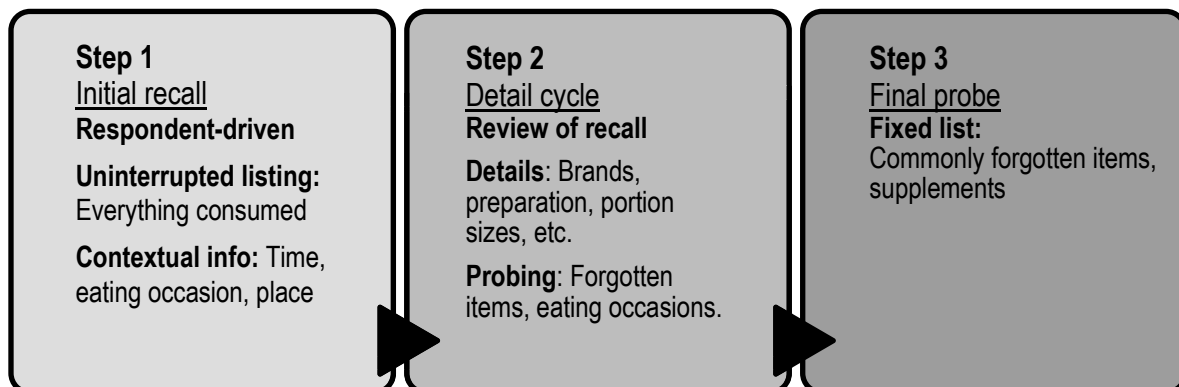 Step 1
Initial recall
Respondent-driven
Uninterrupted listing:
Everything consumed
Contextual info: Time,
eating occasion, place
Step 2
Detail cycle
Review of recall
Details: Brands,
preparation, portion
sizes, etc.
Probing: Forgotten
items, eating occasions.
Step 3
Final probe
Fixed list:
Commonly forgotten items,
supplements